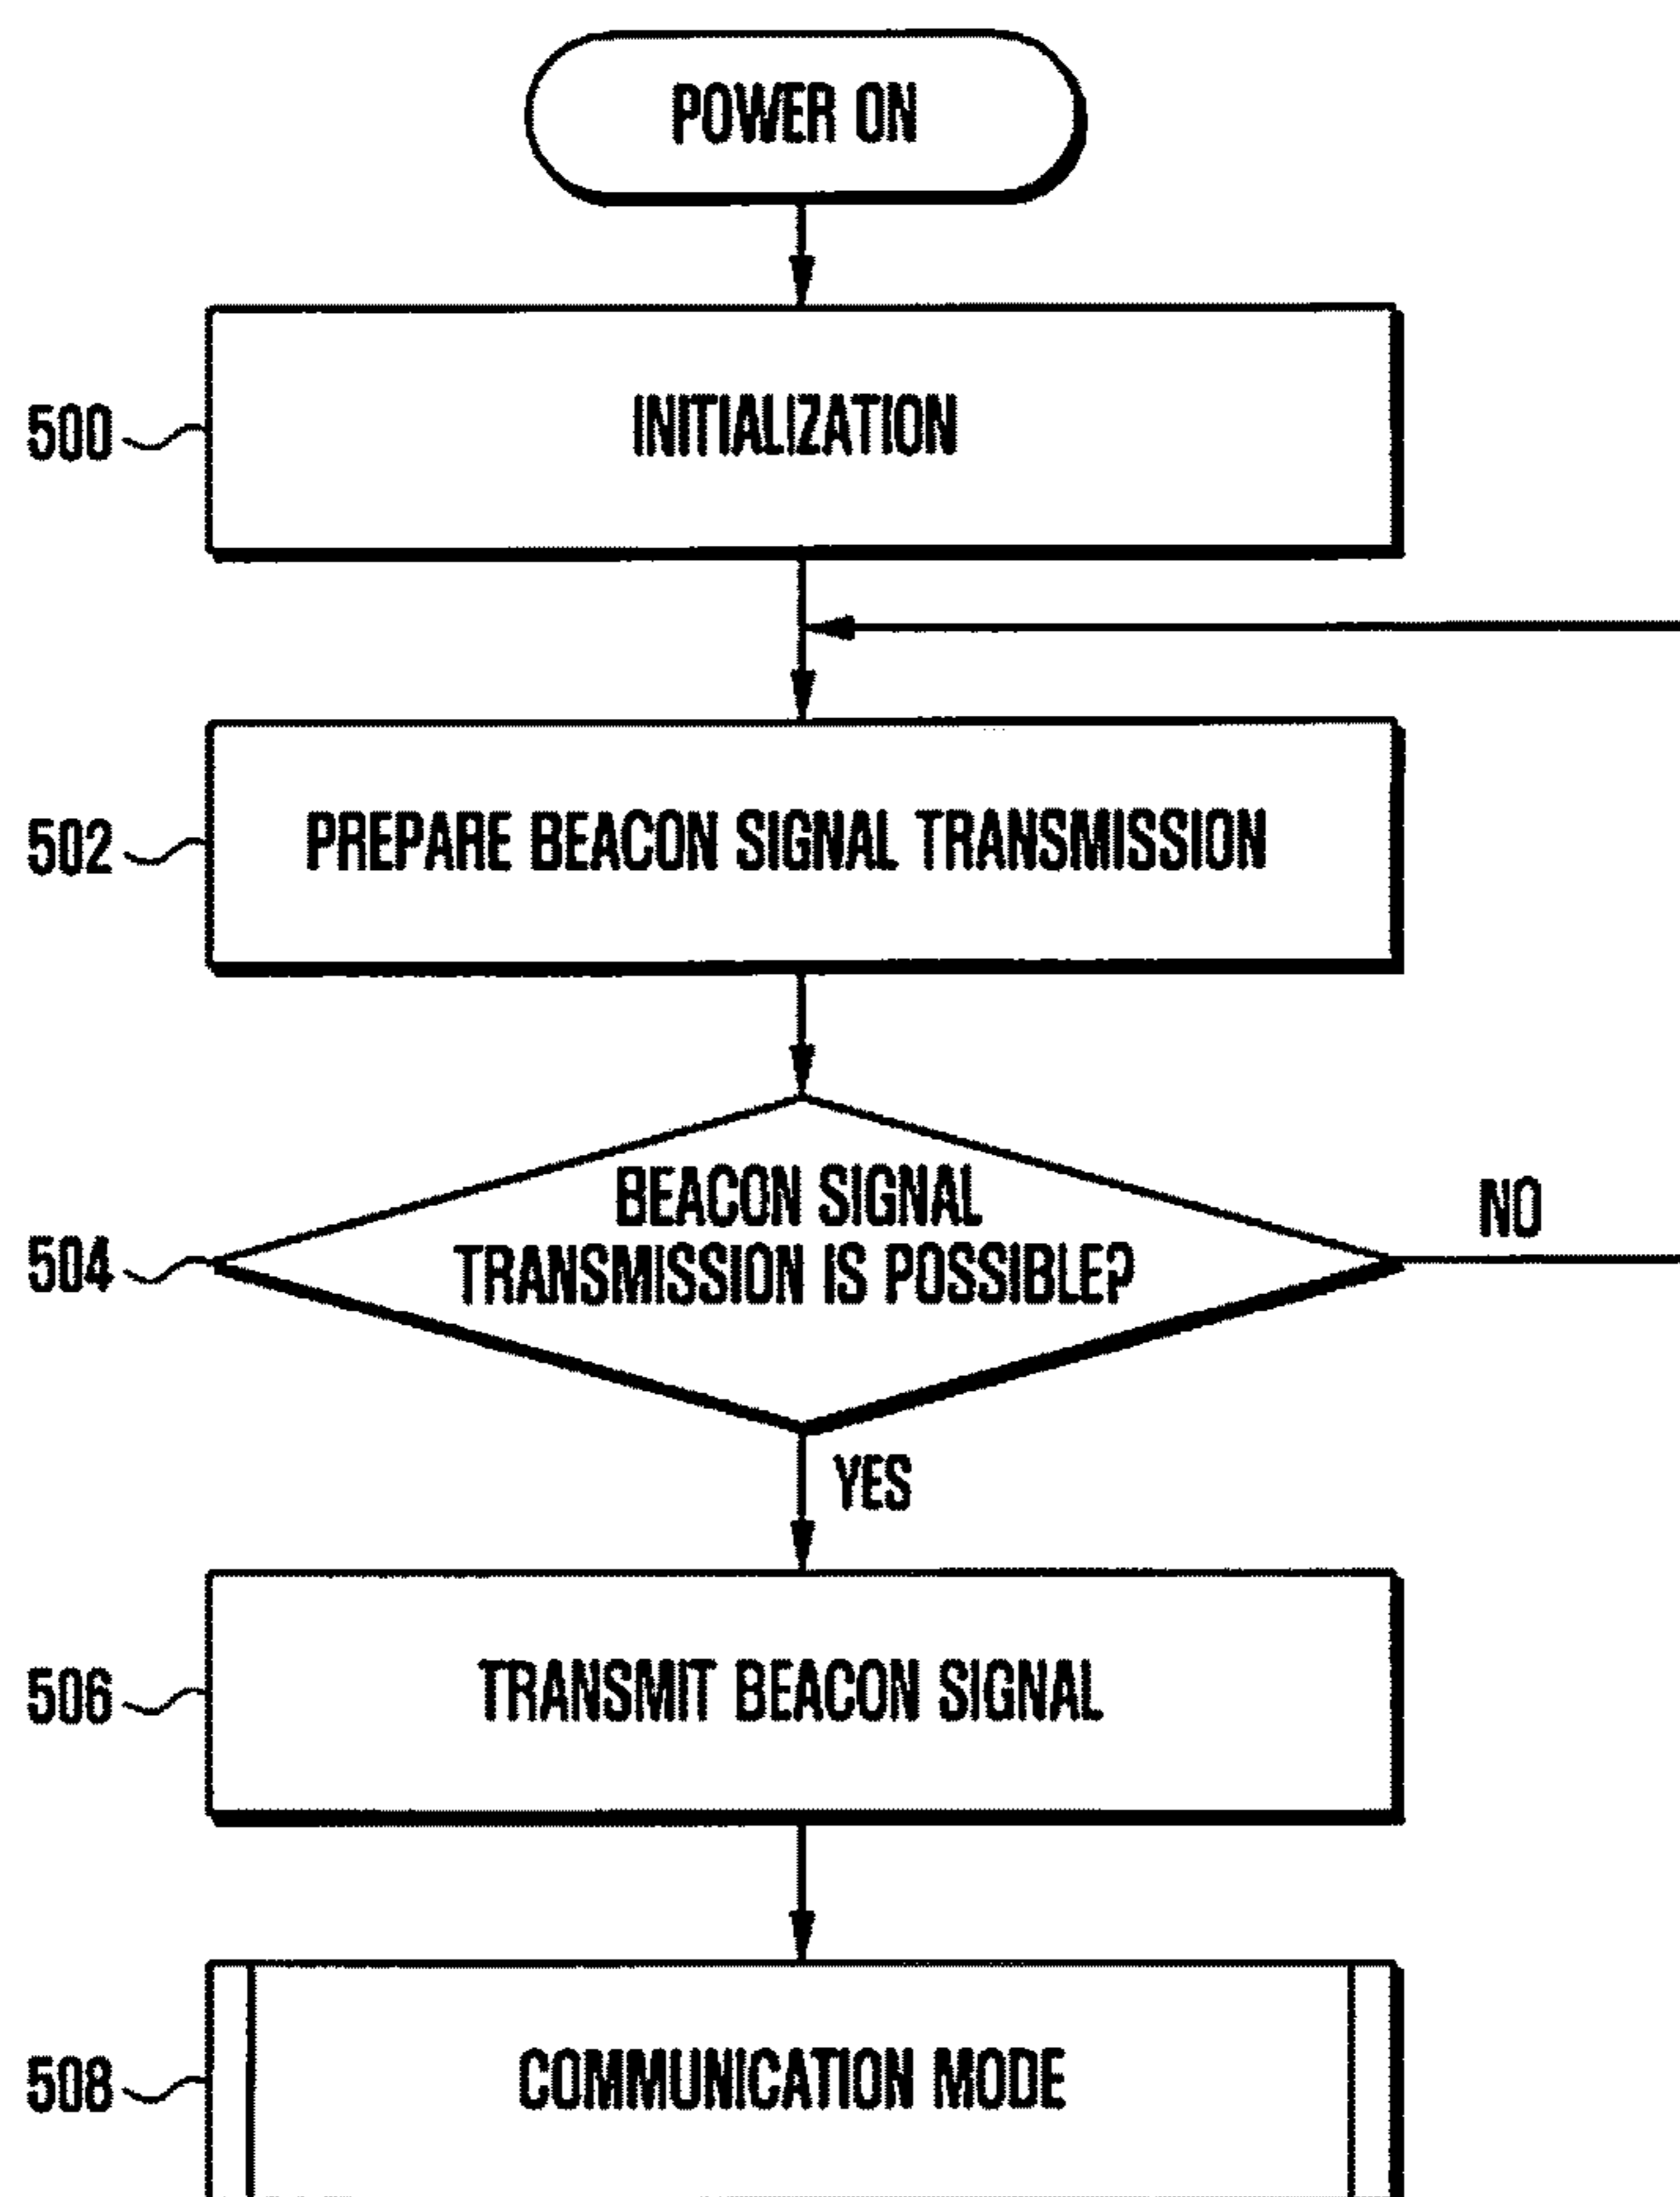 POWER ON
500
INITIALIZATION
502
PREPARE BEACON SIGNAL TRANSMISSION
504
BEACON SIGNAL
TRANSMISSION IS POSSIBLE?
NO
YES
506
TRANSMIT BEACON SIGNAL
508
COMMUNICATION MODE